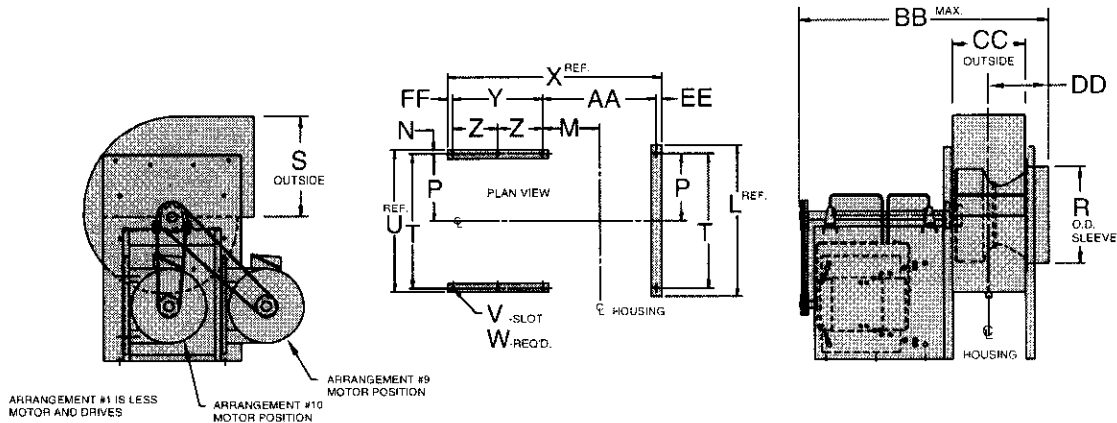 BB MAX.
CC
OUTSIDE
DD
X REF.
FF
Y
AA
EE
N
Z
Z
M
S
OUTSIDE
P
PLAN VIEW
P
REF.
U
T
T
L REF.
R
O.D.
SLEEVE
℄
V -SLOT
W -REQ'D.
℄ HOUSING
℄
HOUSING
ARRANGEMENT #9
MOTOR POSITION
ARRANGEMENT #1 IS LESS
MOTOR AND DRIVES
ARRANGEMENT #10
MOTOR POSITION